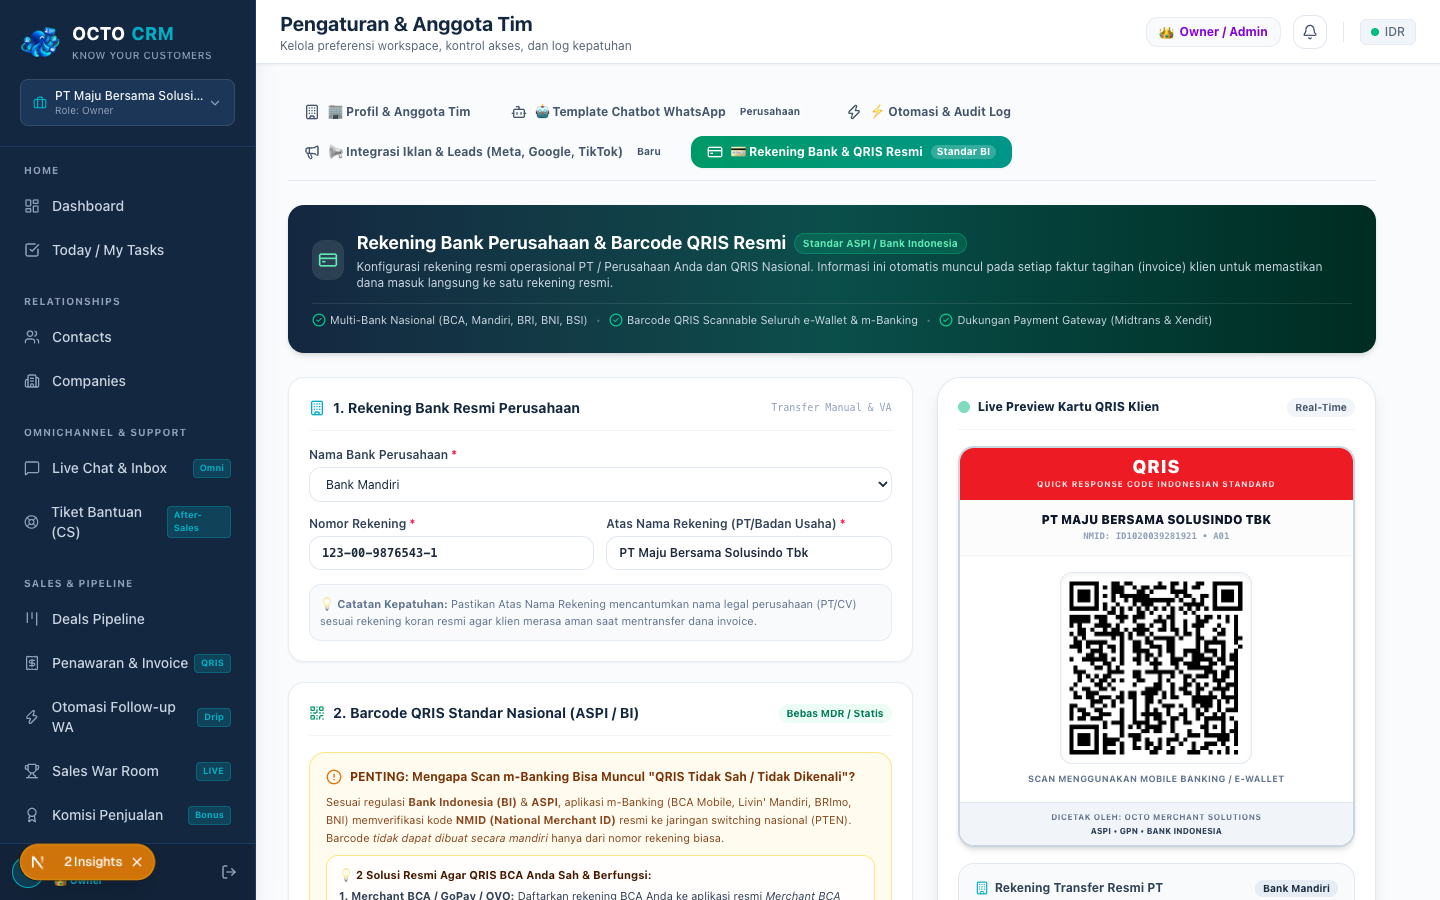 OCTO CRM
KNOW YOUR CUSTOMERS
PT Maju Bersama Solusi...
Role: Owner
HOME
Dashboard
Today / My Tasks
RELATIONSHIPS
Contacts
Companies
OMNICHANNEL & SUPPORT
Live Chat & Inbox
Omni
Tiket Bantuan
(CS)
After-
Sales
SALES & PIPELINE
Deals Pipeline
Penawaran & Invoice
QRIS
Otomasi Follow-up
WA
Drip
Sales War Room
LIVE
Komisi Penjualan
Bonus
2 Insights
Owner
Pengaturan & Anggota Tim
Kelola preferensi workspace, kontrol akses, dan log kepatuhan
Owner / Admin
IDR
Profil & Anggota Tim
Template Chatbot WhatsApp
Perusahaan
Otomasi & Audit Log
Integrasi Iklan & Leads (Meta, Google, TikTok)
Baru
Rekening Bank & QRIS Resmi
Standar BI
Rekening Bank Perusahaan & Barcode QRIS Resmi
Standar ASPI / Bank Indonesia
Konfigurasi rekening resmi operasional PT / Perusahaan Anda dan QRIS Nasional. Informasi ini otomatis muncul pada setiap faktur tagihan (invoice) klien untuk memastikan
dana masuk langsung ke satu rekening resmi.
Multi-Bank Nasional (BCA, Mandiri, BRI, BNI, BSI)
•
Barcode QRIS Scannable Seluruh e-Wallet & m-Banking
•
Dukungan Payment Gateway (Midtrans & Xendit)
1. Rekening Bank Resmi Perusahaan
Transfer Manual & VA
Nama Bank Perusahaan *
Bank Mandiri
Nomor Rekening *
Atas Nama Rekening (PT/Badan Usaha) *
123-00-9876543-1
PT Maju Bersama Solusindo Tbk
Catatan Kepatuhan: Pastikan Atas Nama Rekening mencantumkan nama legal perusahaan (PT/CV)
sesuai rekening koran resmi agar klien merasa aman saat mentransfer dana invoice.
2. Barcode QRIS Standar Nasional (ASPI / BI)
Bebas MDR / Statis
PENTING: Mengapa Scan m-Banking Bisa Muncul "QRIS Tidak Sah / Tidak Dikenali"?
Sesuai regulasi Bank Indonesia (BI) & ASPI, aplikasi m-Banking (BCA Mobile, Livin' Mandiri, BRImo,
BNI) memverifikasi kode NMID (National Merchant ID) resmi ke jaringan switching nasional (PTEN).
Barcode tidak dapat dibuat secara mandiri hanya dari nomor rekening biasa.
2 Solusi Resmi Agar QRIS BCA Anda Sah & Berfungsi:
1. Merchant BCA / GoPay / OVO: Daftarkan rekening BCA Anda ke aplikasi resmi Merchant BCA
Live Preview Kartu QRIS Klien
Real-Time
QRIS
QUICK RESPONSE CODE INDONESIAN STANDARD
PT MAJU BERSAMA SOLUSINDO TBK
NMID: ID1020039281921 • A01
SCAN MENGGUNAKAN MOBILE BANKING / E-WALLET
DICETAK OLEH: OCTO MERCHANT SOLUTIONS
ASPI • GPN • BANK INDONESIA
Rekening Transfer Resmi PT
Bank Mandiri